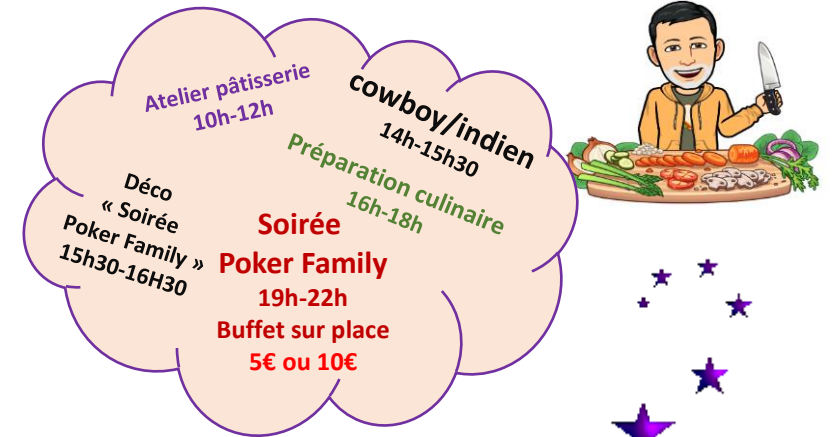 Atelier pâtisserie
10h-12h
cowboy/indien
14h-15h30
Préparation culinaire
16h-18h
Déco
« Soirée
Poker Family »
15h30-16H30
Soirée
Poker Family
19h-22h
Buffet sur place
5€ ou 10€